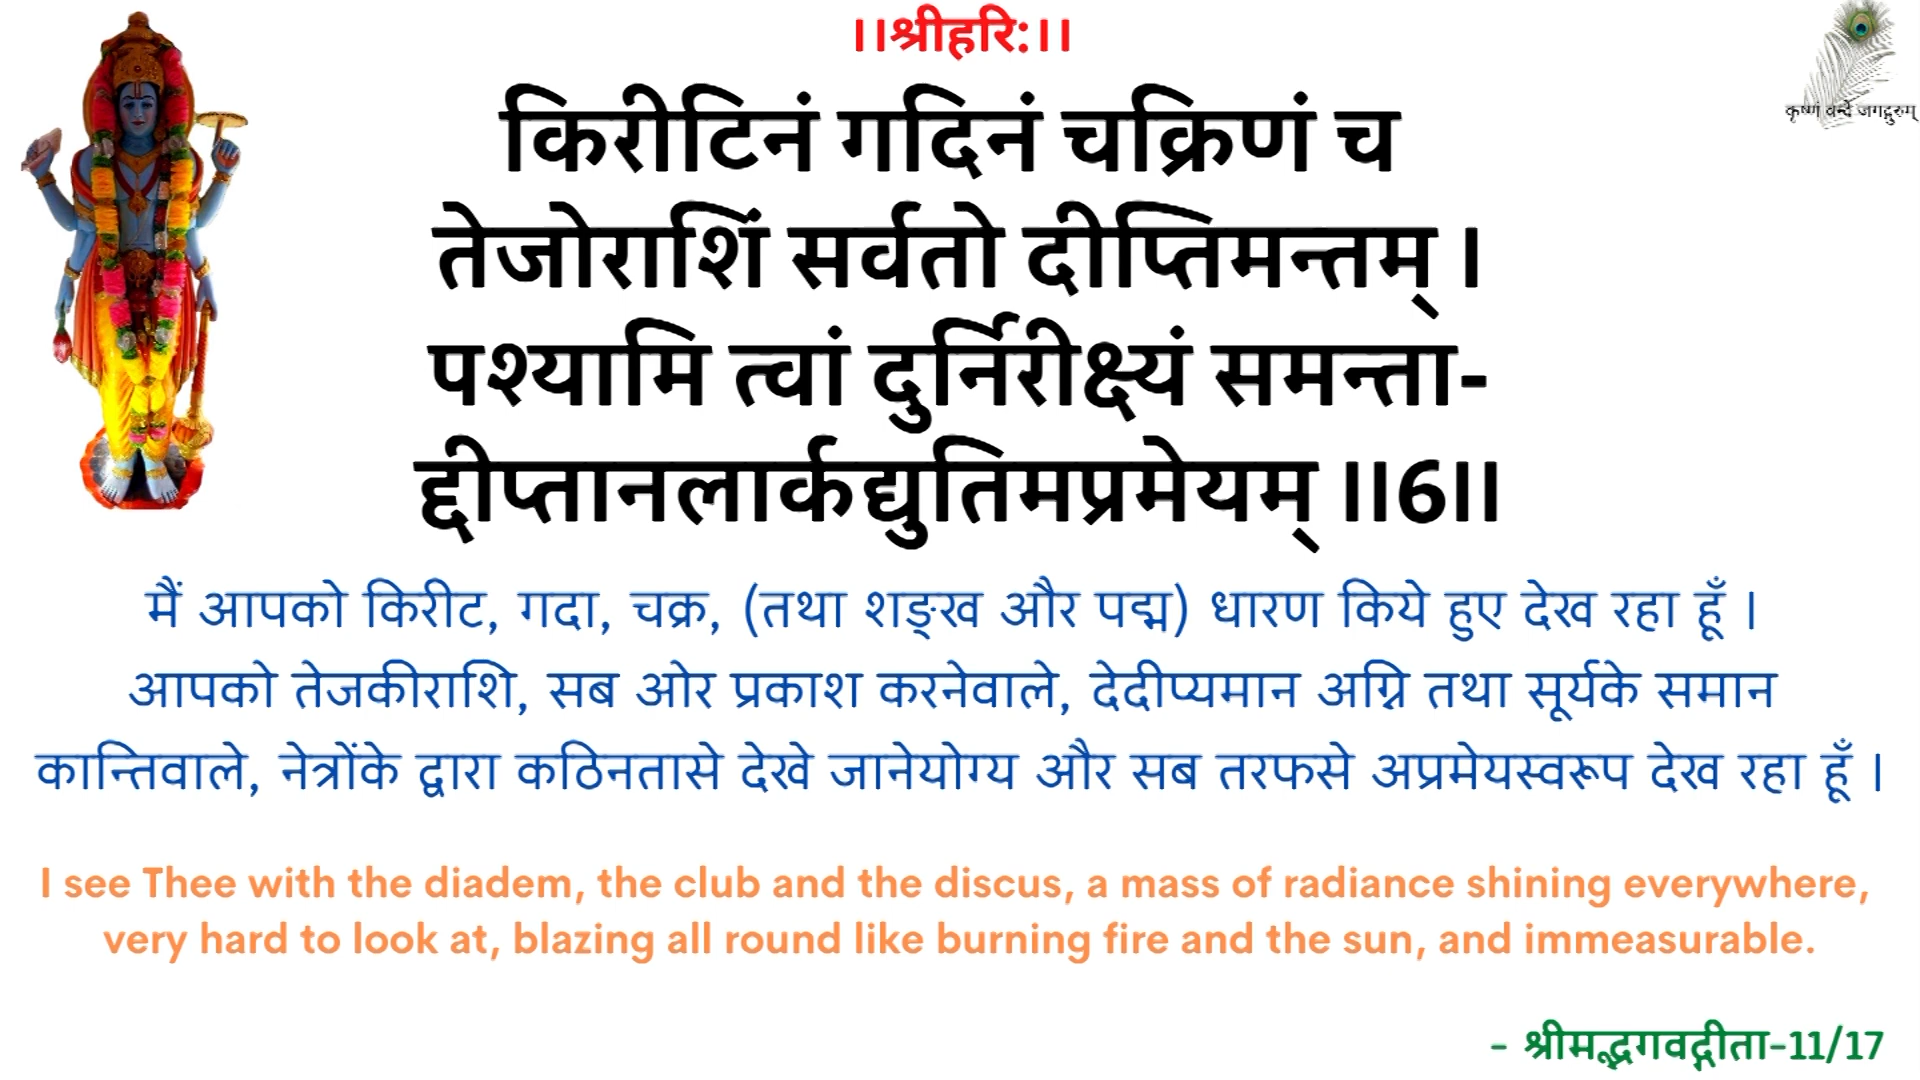 ।।श्रीहरि:।।
कृष्णं वन्दे जगद्गुरुम्
किरीटिनं गदिनं चक्रिणं च
तेजोराशिं सर्वतो दीप्तिमन्तम् ।
पश्यामि त्वां दुर्निरीक्ष्यं समन्ता-
द्दीप्तानलार्कद्युतिमप्रमेयम् ।।6।।
मैं आपको किरीट, गदा, चक्र, (तथा शङ्ख और पद्म) धारण किये हुए देख रहा हूँ ।
आपको तेजकीराशि, सब ओर प्रकाश करनेवाले, देदीप्यमान अग्नि तथा सूर्यके समान
कान्तिवाले, नेत्रोंके द्वारा कठिनतासे देखे जानेयोग्य और सब तरफसे अप्रमेयस्वरूप देख रहा हूँ ।
I see Thee with the diadem, the club and the discus, a mass of radiance shining everywhere,
very hard to look at, blazing all round like burning fire and the sun, and immeasurable.
- श्रीमद्भगवद्गीता-11/17